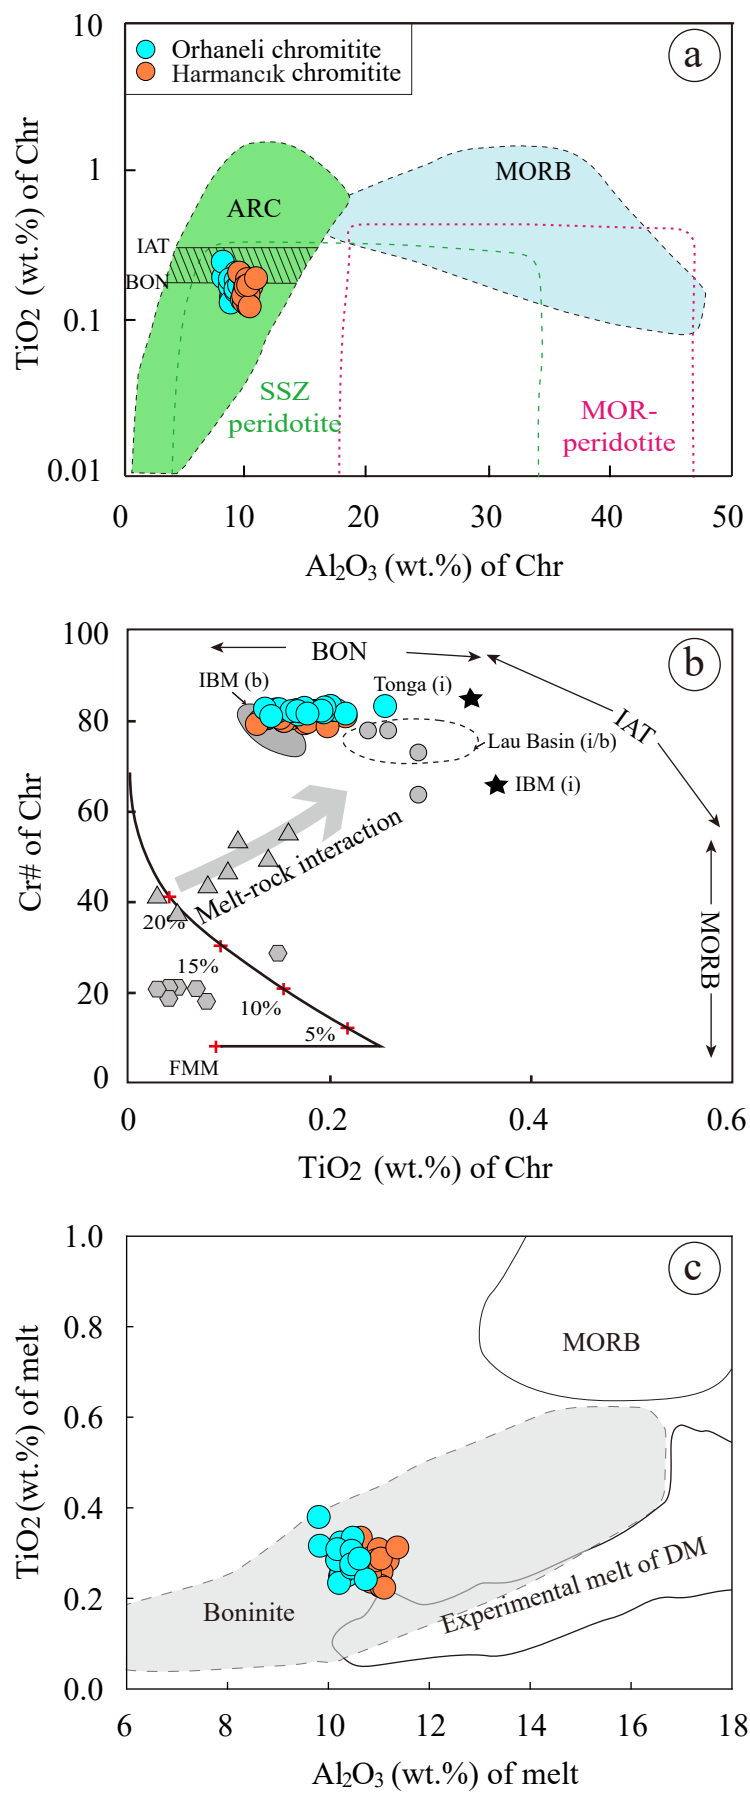 10
Orhaneli chromitite
Harmancık chromitite
a
1
ARC
MORB
IAT
BON
0.1
SSZ
peridotite
MOR-
peridotite
0.01
0
10
20
30
40
50
TiO2 (wt.%) of Chr
Al2O3 (wt.%) of Chr
100
BON
b
IBM (b)
Tonga (i)
80
IAT
Lau Basin (i/b)
IBM (i)
60
Melt-rock interaction
40
20%
MORB
15%
20
10%
5%
FMM
0
0
0.2
0.4
0.6
Cr# of Chr
TiO2 (wt.%) of Chr
1.0
c
0.8
MORB
0.6
0.4
Experimental melt of DM
0.2
Boninite
0.0
6
8
10
12
14
16
18
TiO2 (wt.%) of melt
Al2O3 (wt.%) of melt